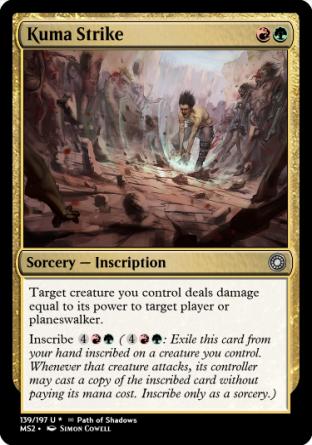 Kuma Strike
Sorcery — Inscription
Target creature you control deals damage
equal to its power to target player or
planeswalker.
Inscribe 4 ( 4 : Exile this card from
your hand inscribed on a creature you control.
Whenever that creature attacks, its controller
may cast a copy of the inscribed card without
paying its mana cost. Inscribe only as a sorcery.)
139/197 U * ∞ Path of Shadows
MS2 • Simon Cowell